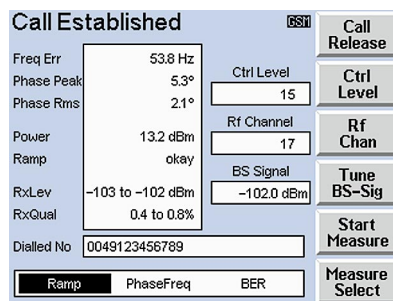 Call Established GSM
Freq Err 53.8 Hz
Phase Peak 5.3°
Phase Rms 2.1°
Power 13.2 dBm
Ramp okay
RxLev -103 to -102 dBm
RxQual 0.4 to 0.8%
Ctrl Level
15
Rf Channel
17
BS Signal
-102.0 dBm
Dialled No 0049123456789
Ramp PhaseFreq BER
Call
Release
Ctrl
Level
Rf
Chan
Tune
BS-Sig
Start
Measure
Measure
Select